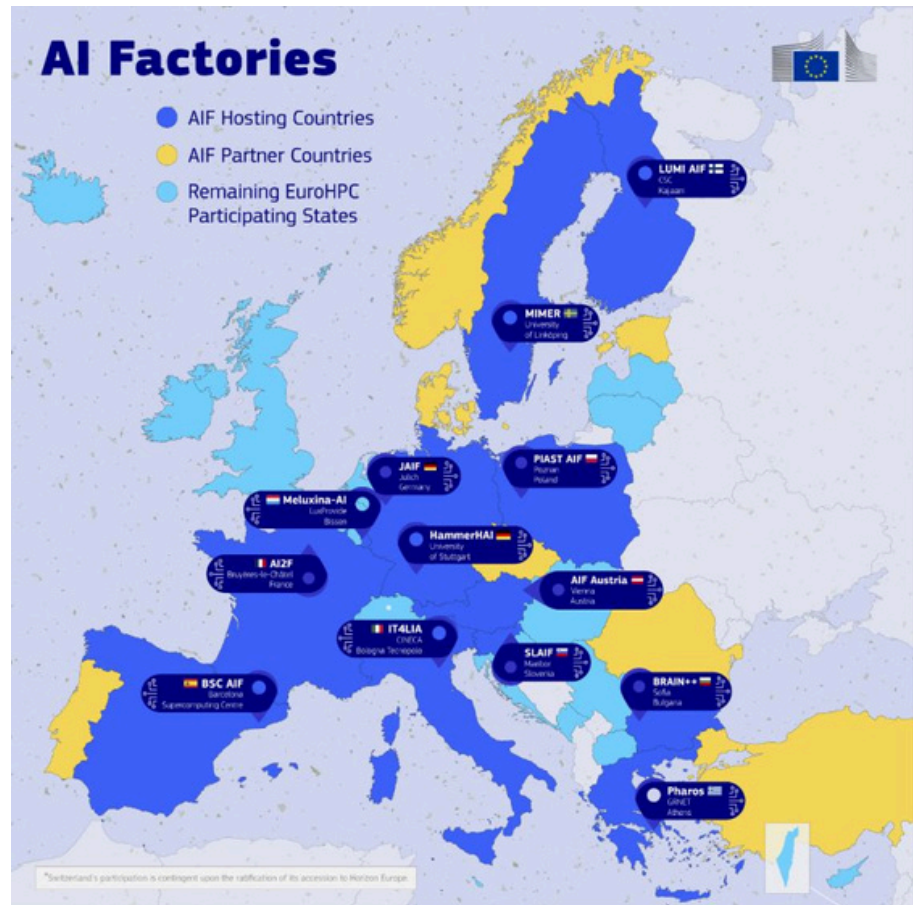 AI Factories
AIF Hosting Countries
AIF Partner Countries
Remaining EuroHPC
Participating States
LUMI AIF
CSC
Kajaani
MIMER
University
of Linköping
JAIF
Jülich
Germany
PIAST AIF
Poznan
Poland
Meluxina-AI
LuxProvide
Bissen
HammerHAI
University
of Stuttgart
AI2F
Bruyères-le-Châtel
France
AIF Austria
Vienna
Austria
IT4LIA
CINECA
Bologna Tecnopolo
SLAIF
Maribor
Slovenia
BSC AIF
Barcelona
Supercomputing Centre
BRAIN++
Sofia
Bulgaria
Pharos
GRNET
Athens
*Switzerland's participation is contingent upon the ratification of its accession to Horizon Europe.